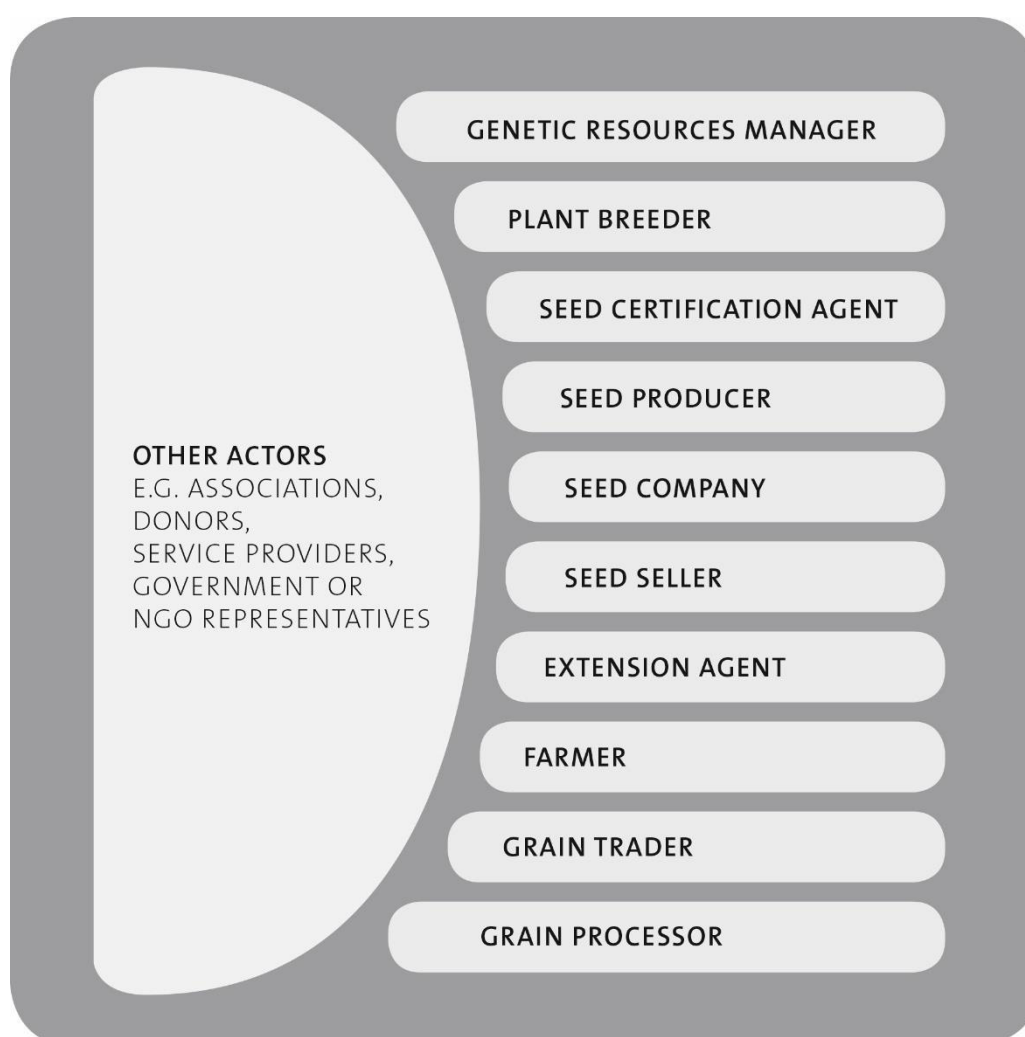 GENETIC RESOURCES MANAGER
PLANT BREEDER
SEED CERTIFICATION AGENT
SEED PRODUCER
OTHER ACTORS
E.G. ASSOCIATIONS,
DONORS,
SERVICE PROVIDERS,
GOVERNMENT OR
NGO REPRESENTATIVES
SEED COMPANY
SEED SELLER
EXTENSION AGENT
FARMER
GRAIN TRADER
GRAIN PROCESSOR